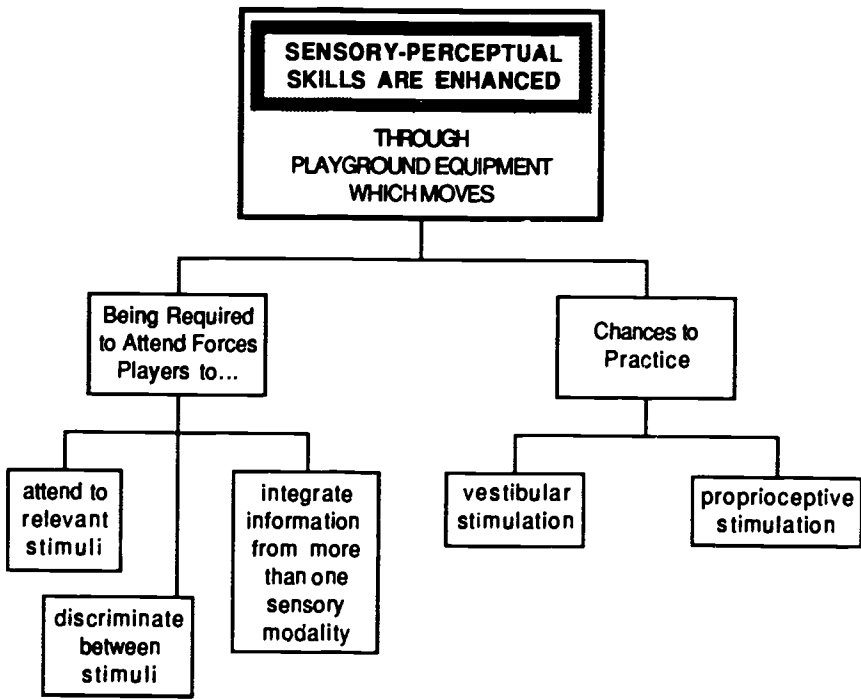 SENSORY-PERCEPTUAL
SKILLS ARE ENHANCED
THROUGH
PLAYGROUND EQUIPMENT
WHICH MOVES
Being Required
to Attend Forces
Players to...
Chances to
Practice
attend to
relevant
stimuli
discriminate
between
stimuli
integrate
information
from more
than one
sensory
modality
vestibular
stimulation
proprioceptive
stimulation